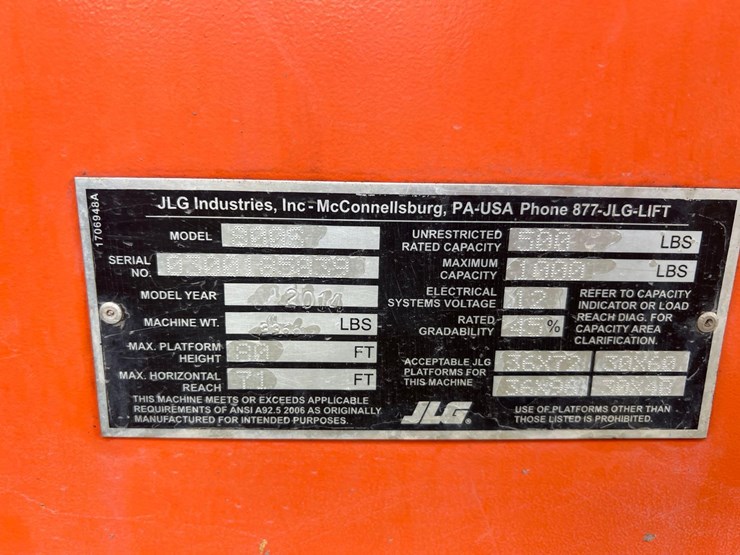 1706948A
JLG Industries, Inc - McConnellsburg, PA-USA Phone 877-JLG-LIFT
MODEL 800S
SERIAL NO.
MODEL YEAR 2014
MACHINE WT. LBS
MAX. PLATFORM HEIGHT 80 FT
MAX. HORIZONTAL REACH 71 FT
THIS MACHINE MEETS OR EXCEEDS APPLICABLE
REQUIREMENTS OF ANSI A92.5 2006 AS ORIGINALLY
MANUFACTURED FOR INTENDED PURPOSES.
UNRESTRICTED RATED CAPACITY 500 LBS
MAXIMUM CAPACITY 1000 LBS
ELECTRICAL SYSTEMS VOLTAGE 12
RATED GRADABILITY 45%
REFER TO CAPACITY
INDICATOR OR LOAD
REACH DIAG. FOR
CAPACITY AREA
CLARIFICATION.
ACCEPTABLE JLG
PLATFORMS FOR
THIS MACHINE
36X72
JLG
USE OF PLATFORMS OTHER THAN
THOSE LISTED IS PROHIBITED.